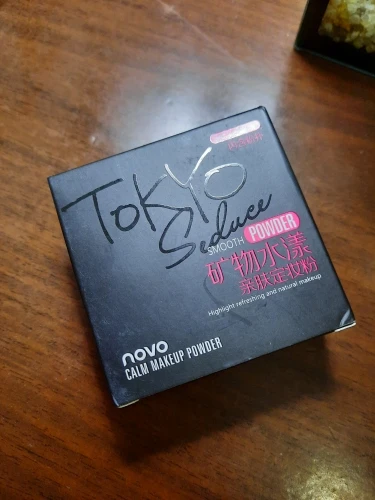 TOKYO
Seduce
SMOOTH POWDER
矿物水漾
亲肤定妆粉
Highlight refreshing and natural makeup
novo
CALM MAKEUP POWDER